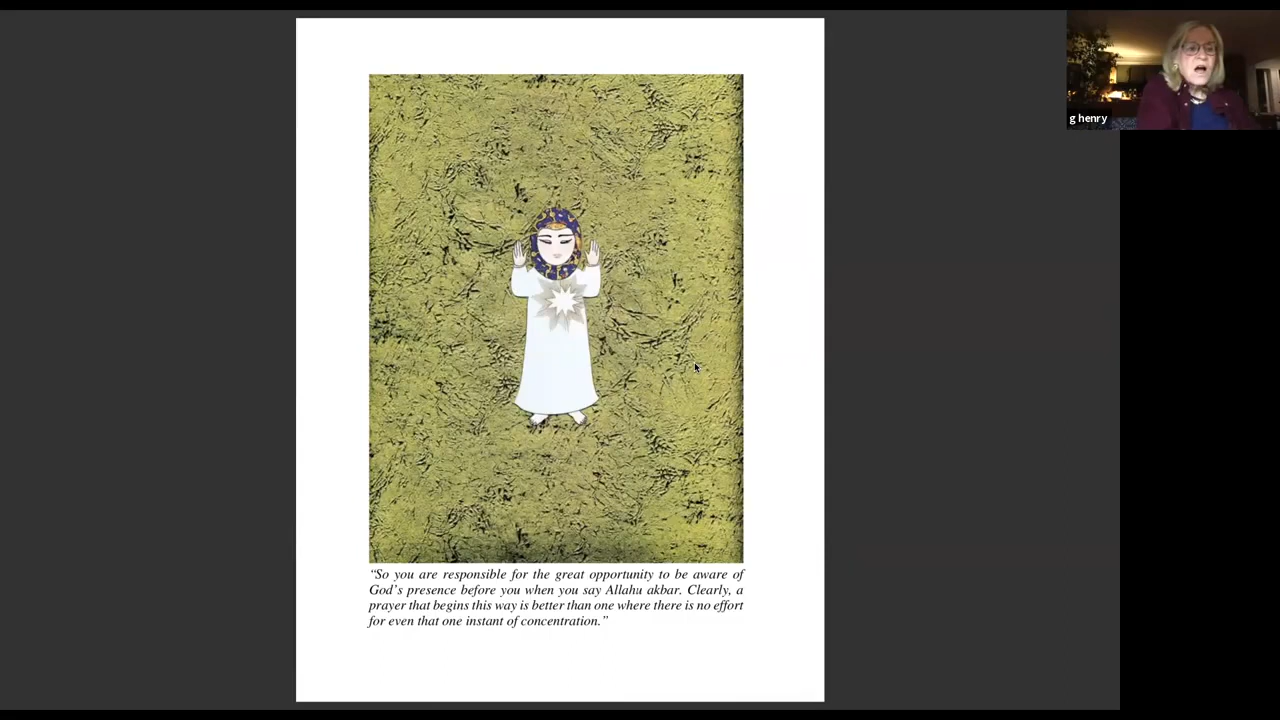 g henry
“So you are responsible for the great opportunity to be aware of
God’s presence before you when you say Allahu akbar. Clearly, a
prayer that begins this way is better than one where there is no effort
for even that one instant of concentration.”